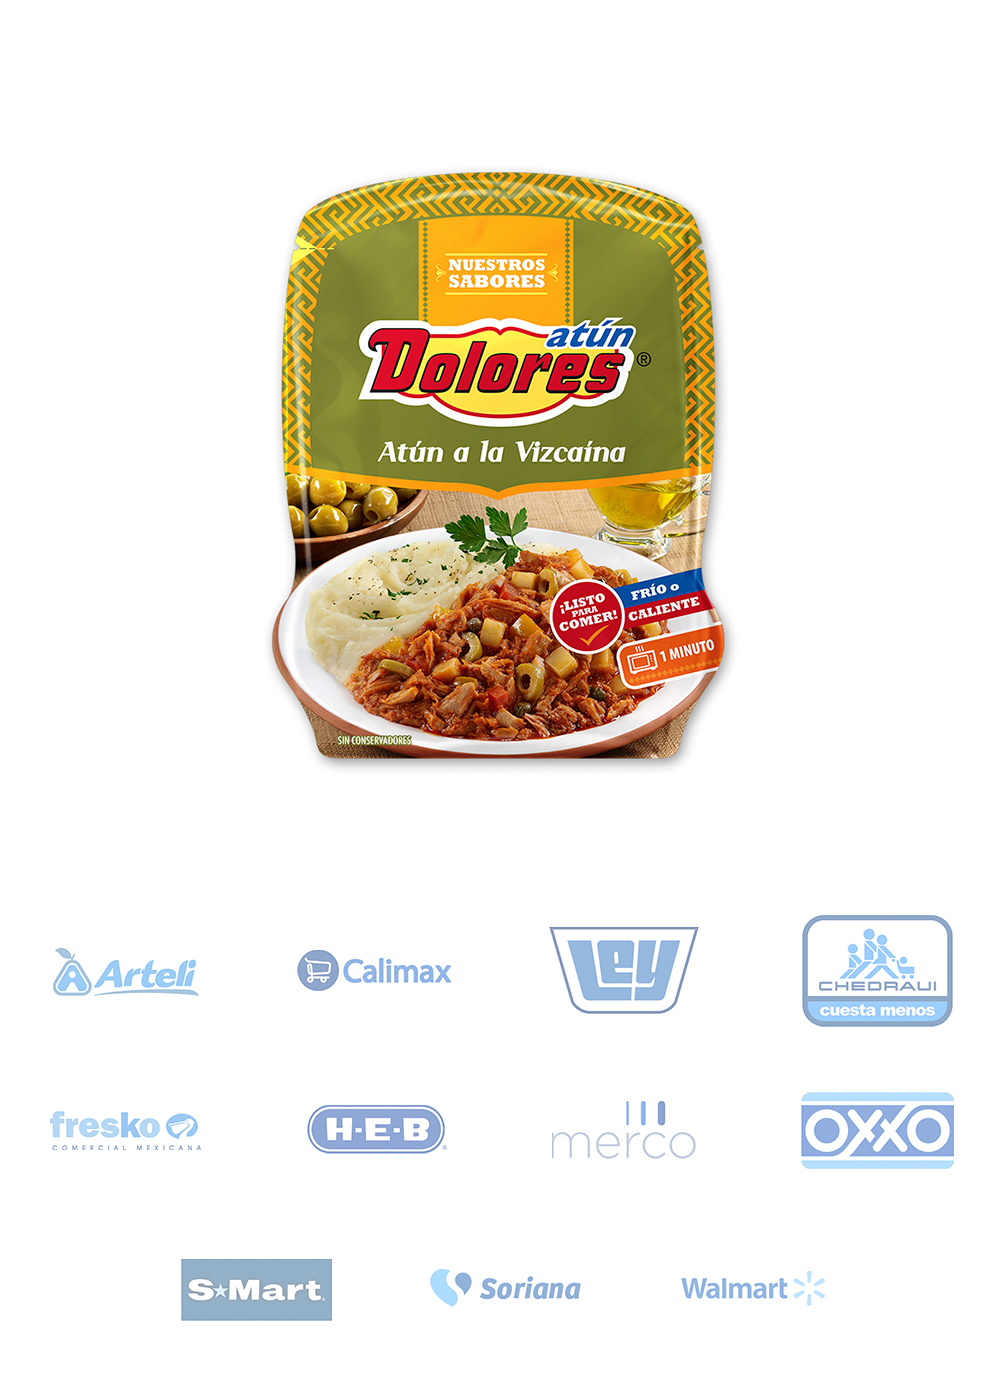 NUESTROS
SABORES
atún
Dolores®
Atún a la Vizcaína
¡LISTO
PARA
COMER!
FRÍO o
CALIENTE
1 MINUTO
SIN CONSERVADORES
Arteli
Calimax
Ley
CHEDRAUI
cuesta menos
fresko
COMERCIAL MEXICANA
H-E-B®
merco
OXXO
S★Mart
Soriana
Walmart